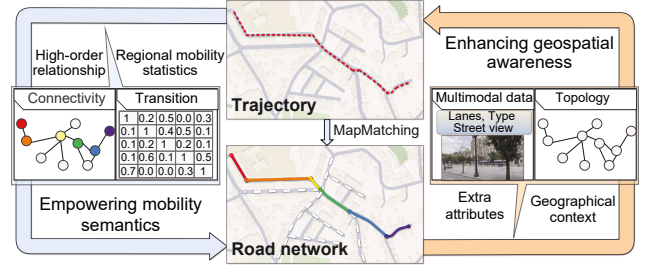 High-order
relationship
Regional mobility
statistics
Connectivity
Transition
1 0.2 0.5 0.0 0.3
0.1 1 0.4 0.5 0.1
0.1 0.2 1 0.2 0.1
0.1 0.6 0.1 1 0.5
0.7 0.0 0.0 0.3 1
Empowering mobility
semantics
Trajectory
MapMatching
Road network
Enhancing geospatial
awareness
Multimodal data
Topology
Lanes, Type
Street view
Extra
attributes
Geographical
context